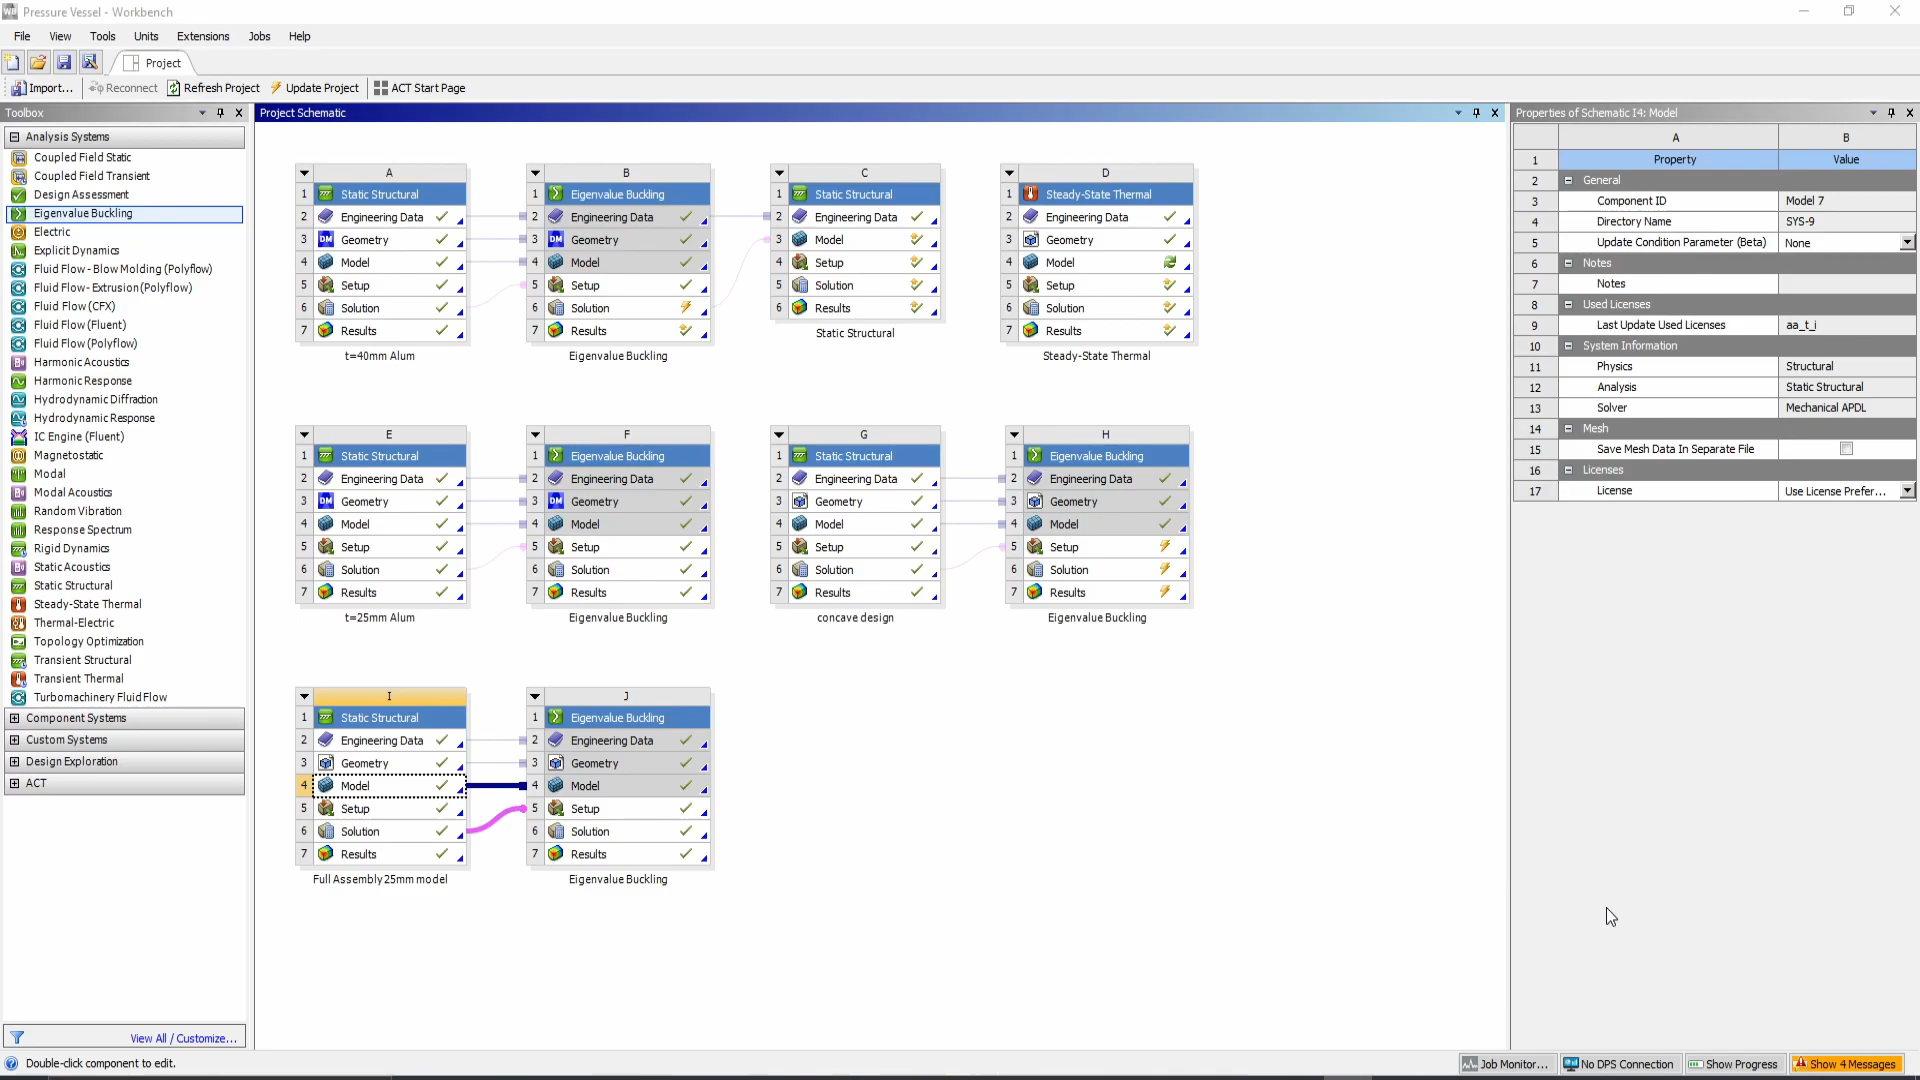 Pressure Vessel - Workbench
File View Tools Units Extensions Jobs Help
Project
Import... Reconnect Refresh Project Update Project ACT Start Page
Toolbox
Analysis Systems
Coupled Field Static
Coupled Field Transient
Design Assessment
Eigenvalue Buckling
Electric
Explicit Dynamics
Fluid Flow - Blow Molding (Polyflow)
Fluid Flow- Extrusion (Polyflow)
Fluid Flow (CFX)
Fluid Flow (Fluent)
Fluid Flow (Polyflow)
Harmonic Acoustics
Harmonic Response
Hydrodynamic Diffraction
Hydrodynamic Response
IC Engine (Fluent)
Magnetostatic
Modal
Modal Acoustics
Random Vibration
Response Spectrum
Rigid Dynamics
Static Acoustics
Static Structural
Steady-State Thermal
Thermal-Electric
Topology Optimization
Transient Structural
Transient Thermal
Turbomachinery Fluid Flow
Component Systems
Custom Systems
Design Exploration
ACT
View All / Customize...
Project Schematic
A
1 Static Structural
2 Engineering Data
3 DM Geometry
4 Model
5 Setup
6 Solution
7 Results
t=40mm Alum
B
1 Eigenvalue Buckling
2 Engineering Data
3 DM Geometry
4 Model
5 Setup
6 Solution
7 Results
Eigenvalue Buckling
C
1 Static Structural
2 Engineering Data
3 Model
4 Setup
5 Solution
6 Results
Static Structural
D
1 Steady-State Thermal
2 Engineering Data
3 Geometry
4 Model
5 Setup
6 Solution
7 Results
Steady-State Thermal
E
1 Static Structural
2 Engineering Data
3 DM Geometry
4 Model
5 Setup
6 Solution
7 Results
t=25mm Alum
F
1 Eigenvalue Buckling
2 Engineering Data
3 DM Geometry
4 Model
5 Setup
6 Solution
7 Results
Eigenvalue Buckling
G
1 Static Structural
2 Engineering Data
3 Geometry
4 Model
5 Setup
6 Solution
7 Results
concave design
H
1 Eigenvalue Buckling
2 Engineering Data
3 Geometry
4 Model
5 Setup
6 Solution
7 Results
Eigenvalue Buckling
I
1 Static Structural
2 Engineering Data
3 Geometry
4 Model
5 Setup
6 Solution
7 Results
Full Assembly 25mm model
J
1 Eigenvalue Buckling
2 Engineering Data
3 Geometry
4 Model
5 Setup
6 Solution
7 Results
Eigenvalue Buckling
Properties of Schematic I4: Model
A B
1 Property Value
2 General
3 Component ID Model 7
4 Directory Name SYS-9
5 Update Condition Parameter (Beta) None
6 Notes
7 Notes
8 Used Licenses
9 Last Update Used Licenses aa_t_i
10 System Information
11 Physics Structural
12 Analysis Static Structural
13 Solver Mechanical APDL
14 Mesh
15 Save Mesh Data In Separate File
16 Licenses
17 License Use License Prefer...
Double-click component to edit.
Job Monitor... No DPS Connection Show Progress Show 4 Messages